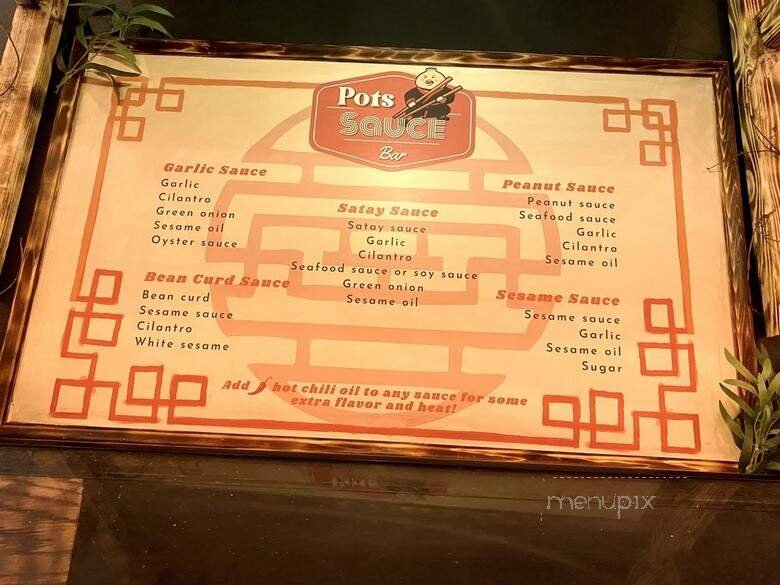 Pots
Sauce
Bar
Garlic Sauce
Garlic
Cilantro
Green onion
Sesame oil
Oyster sauce
Bean Curd Sauce
Bean curd
Sesame sauce
Cilantro
White sesame
Satay Sauce
Satay sauce
Garlic
Cilantro
Seafood sauce or soy sauce
Green onion
Sesame oil
Peanut Sauce
Peanut sauce
Seafood sauce
Garlic
Cilantro
Sesame oil
Sesame Sauce
Sesame sauce
Garlic
Sesame oil
Sugar
Add hot chili oil to any sauce for some
extra flavor and heat!
menupix